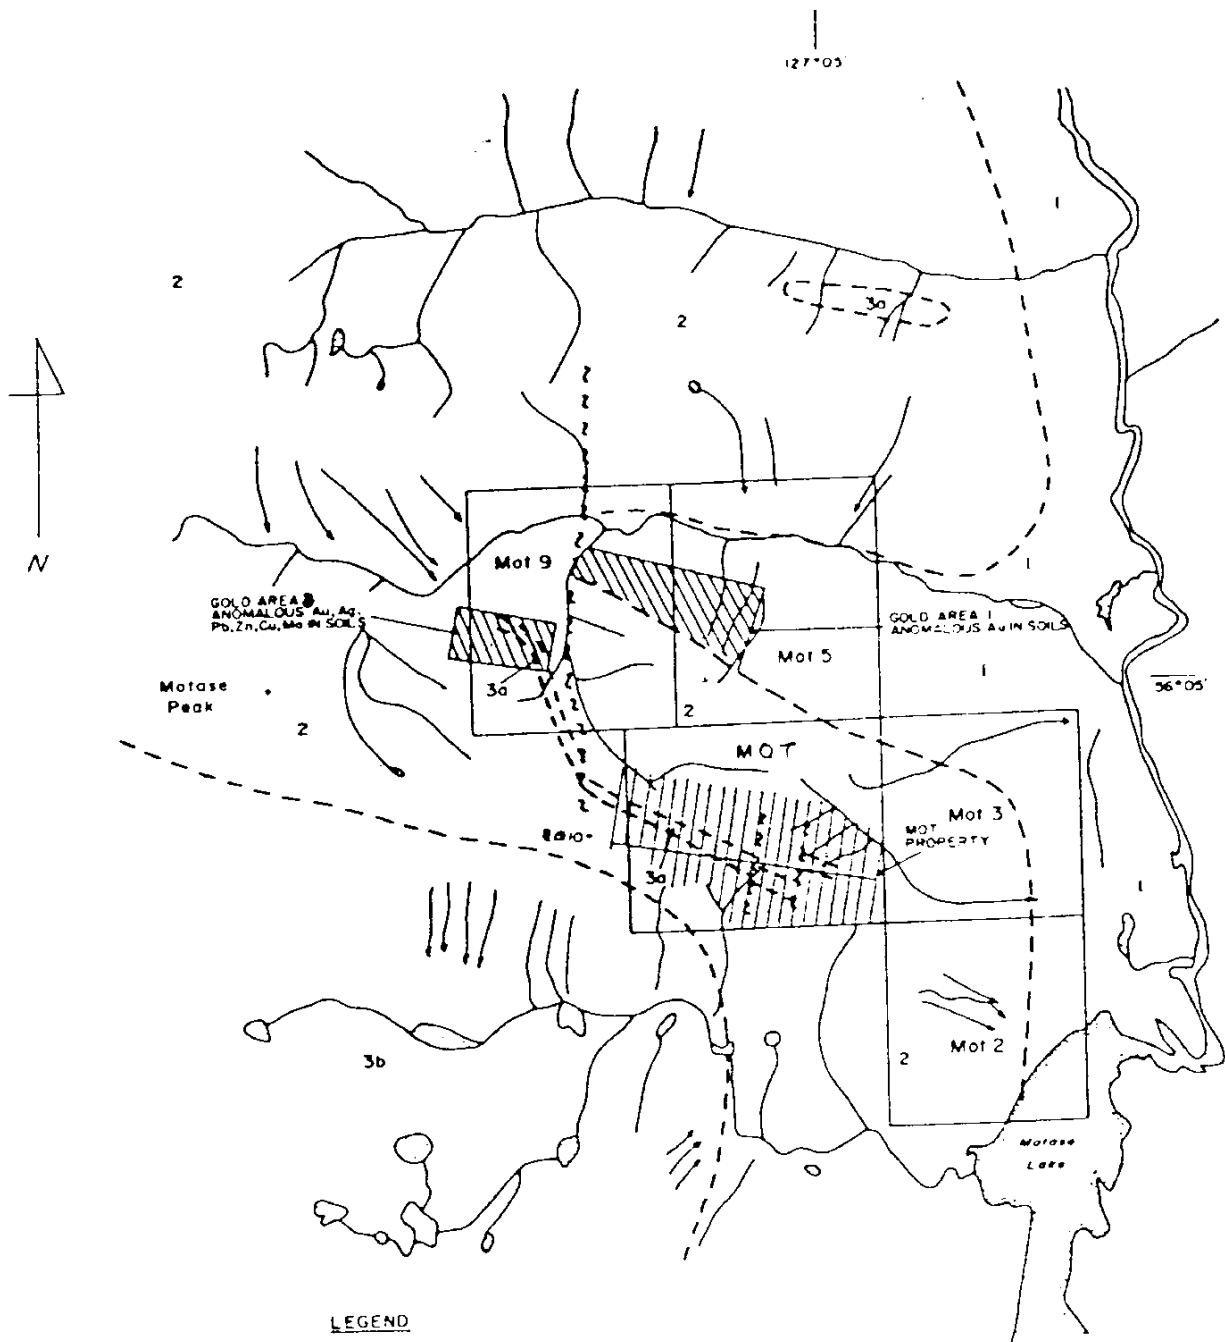 127°05'
1
2
3a
2
N
Mot 9
1
GOLD AREA
ANOMALOUS Au, Ag,
Pb, Zn, Cu, Mo IN SOILS
GOLD AREA 1
ANOMALOUS Au IN SOILS
Mot 5
1
3a
56°05'
Motase
Peak
2
2
MOT
Mot 3
MOT
PROPERTY
3a
1
3b
2
Mot 2
Motase
Lake
LEGEND